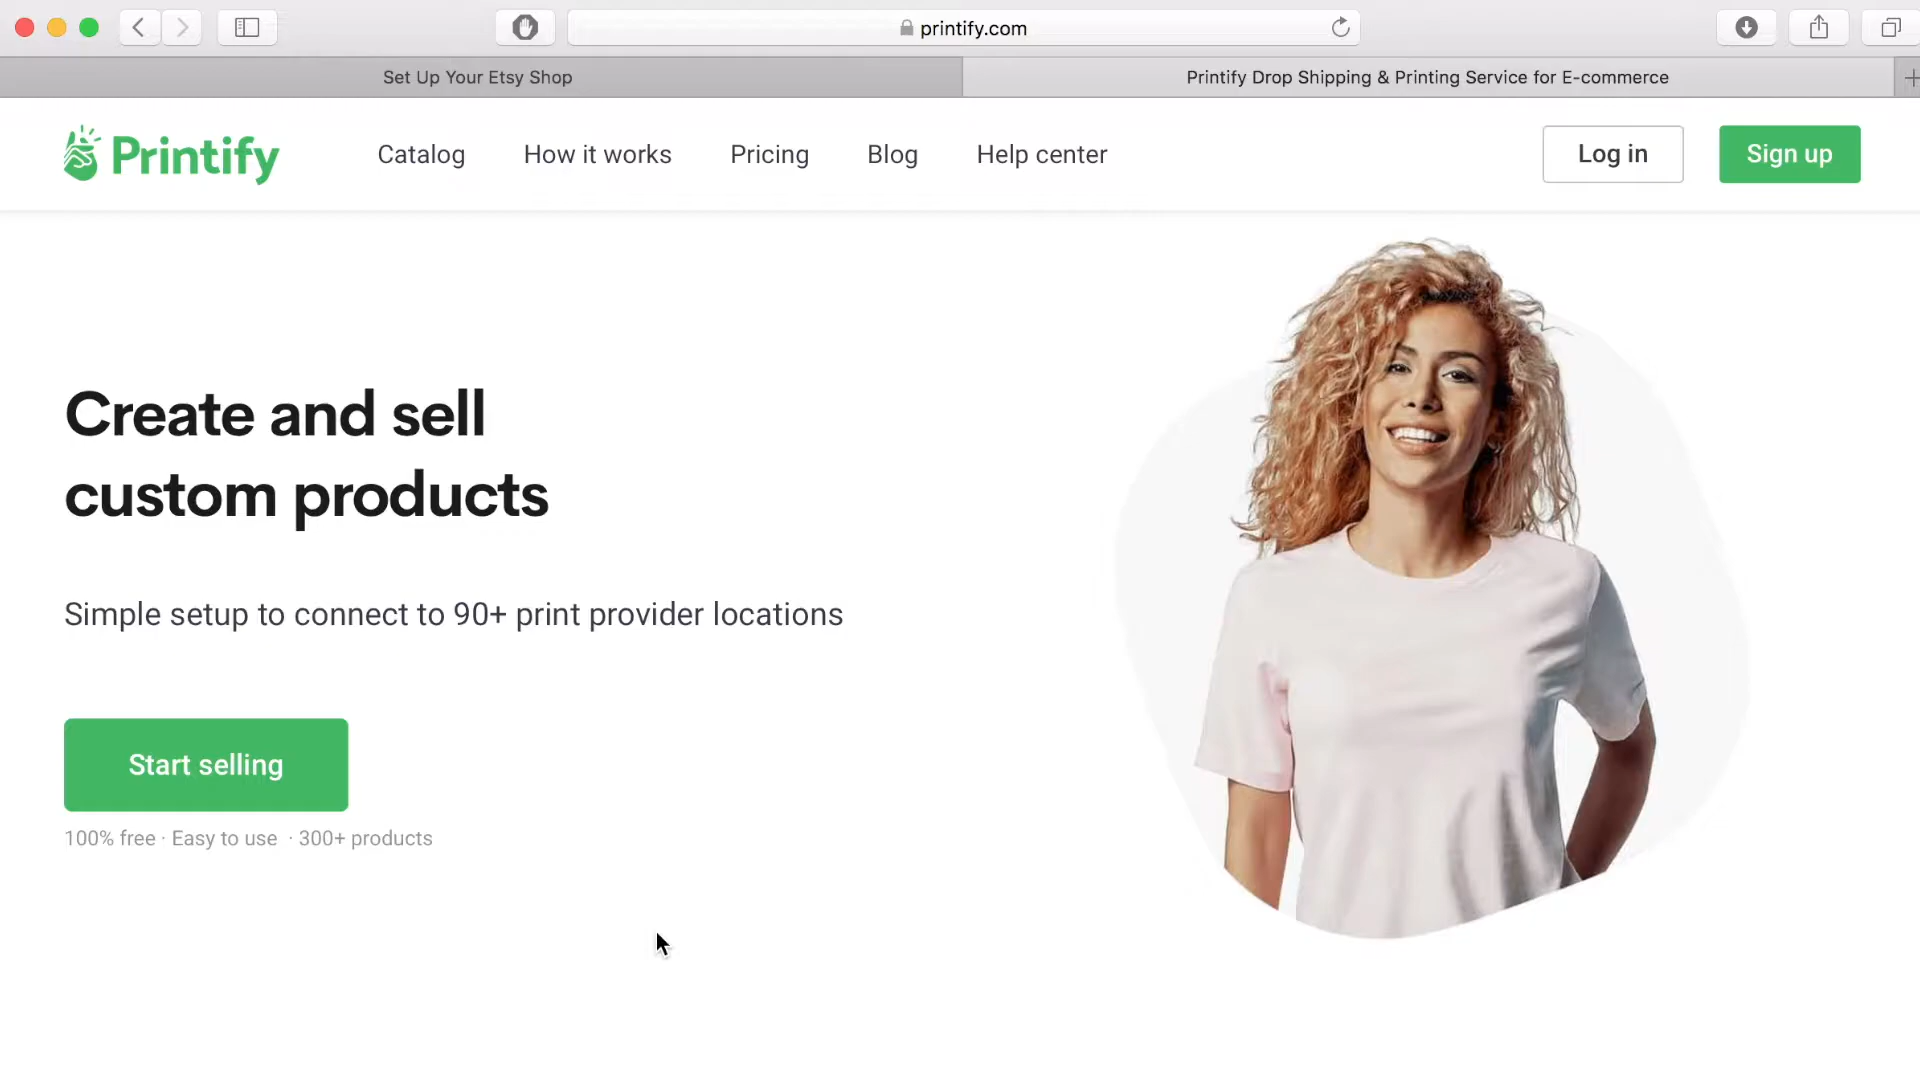 printify.com
Set Up Your Etsy Shop
Printify Drop Shipping & Printing Service for E-commerce
Printify
Catalog
How it works
Pricing
Blog
Help center
Log in
Sign up
Create and sell
custom products
Simple setup to connect to 90+ print provider locations
Start selling
100% free · Easy to use · 300+ products